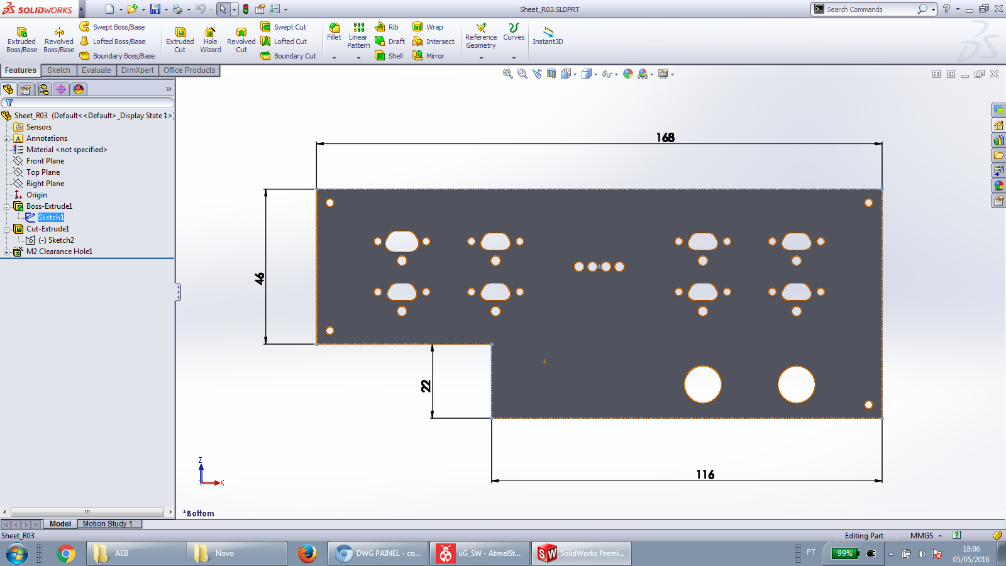 SOLIDWORKS
Sheet_R03.SLDPRT
Search Commands
Extruded Boss/Base
Revolved Boss/Base
Swept Boss/Base
Lofted Boss/Base
Boundary Boss/Base
Extruded Cut
Hole Wizard
Revolved Cut
Swept Cut
Lofted Cut
Boundary Cut
Fillet
Linear Pattern
Rib
Draft
Shell
Wrap
Intersect
Mirror
Reference Geometry
Curves
Instant3D
Features
Sketch
Evaluate
DimXpert
Office Products
Sheet_R03 (Default<<Default>_Display State 1>)
Sensors
Annotations
Material <not specified>
Front Plane
Top Plane
Right Plane
Origin
Boss-Extrude1
Sketch1
Cut-Extrude1
(-) Sketch2
M2 Clearance Hole1
168
46
22
116
Z
X
*Bottom
Model
Motion Study 1
Sheet_R03
Editing Part
MMGS
AEB
Novo
DWG PAINEL - co...
uG_SW - AtmelSt...
SolidWorks Premi...
PT
99%
18:06
05/05/2016